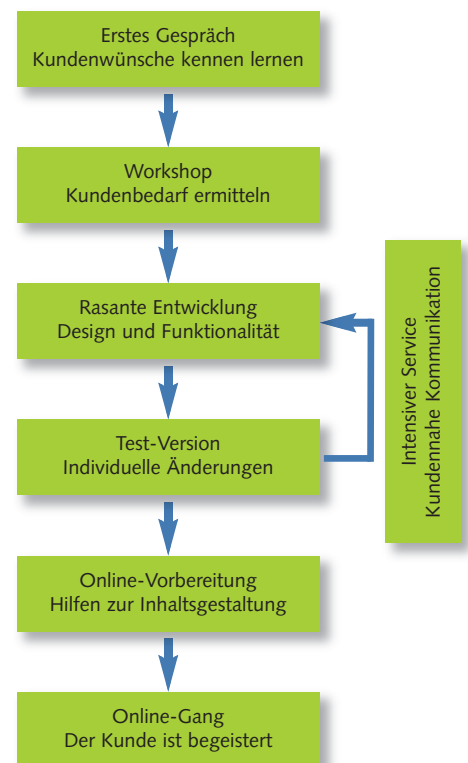 Erstes Gespräch
Kundenwünsche kennen lernen
Workshop
Kundenbedarf ermitteln
Rasante Entwicklung
Design und Funktionalität
Test-Version
Individuelle Änderungen
Intensiver Service
Kundennahe Kommunikation
Online-Vorbereitung
Hilfen zur Inhaltsgestaltung
Online-Gang
Der Kunde ist begeistert